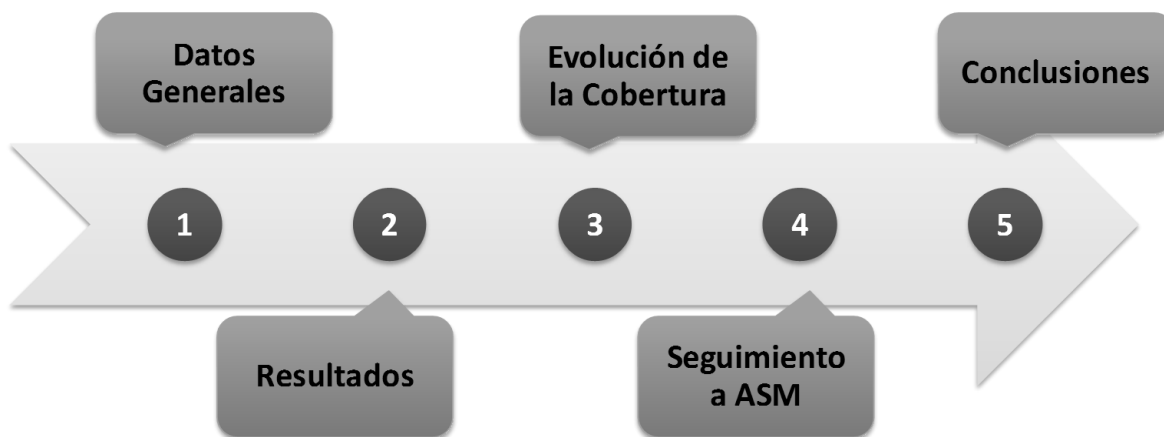 Datos
Generales
Evolución de
la Cobertura
Conclusiones
1
2
3
4
5
Resultados
Seguimiento
a ASM